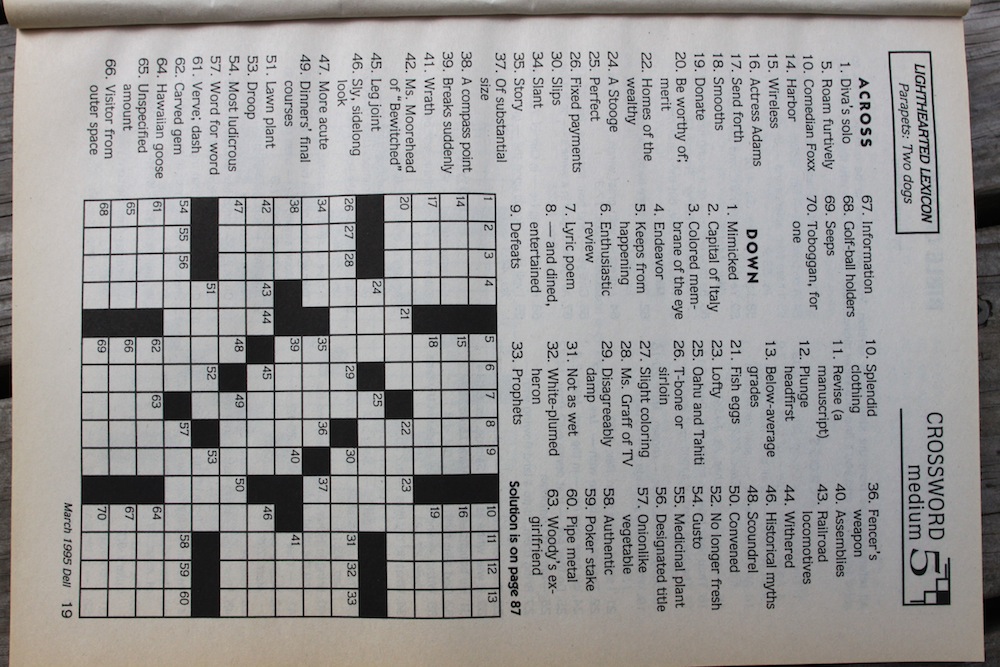 LIGHTHEARTED LEXICON
Parapets: Two dogs
CROSSWORD
medium 5
ACROSS
1. Diva's solo
5. Roam furtively
10. Comedian Foxx
14. Harbor
15. Wireless
16. Actress Adams
17. Send forth
18. Smooths
19. Donate
20. Be worthy of;
merit
22. Homes of the
wealthy
24. A Stooge
25. Perfect
26. Fixed payments
30. Slips
34. Slant
35. Story
37. Of substantial
size
38. A compass point
39. Breaks suddenly
41. Wrath
42. Ms. Moorehead
of "Bewitched"
45. Leg joint
46. Sly, sidelong
look
47. More acute
49. Dinners' final
courses
51. Lawn plant
53. Droop
54. Most ludicrous
57. Word for word
61. Verve; dash
62. Carved gem
64. Hawaiian goose
65. Unspecified
amount
66. Visitor from
outer space
67. Information
68. Golf-ball holders
69. Seeps
70. Toboggan, for
one
DOWN
1. Mimicked
2. Capital of Italy
3. Colored mem-
brane of the eye
4. Endeavor
5. Keeps from
happening
6. Enthusiastic
review
7. Lyric poem
8. — and dined,
entertained
9. Defeats
10. Splendid
clothing
11. Revise (a
manuscript)
12. Plunge
headfirst
13. Below-average
grades
21. Fish eggs
23. Lofty
25. Oahu and Tahiti
26. T-bone or
sirloin
27. Slight coloring
28. Ms. Graff of TV
29. Disagreeably
damp
31. Not as wet
32. White-plumed
heron
33. Prophets
36. Fencer's
weapon
40. Assemblies
43. Railroad
locomotives
44. Withered
46. Historical myths
48. Scoundrel
50. Convened
52. No longer fresh
54. Gusto
55. Medicinal plant
56. Designated title
57. Onionlike
vegetable
58. Authentic
59. Poker stake
60. Pipe metal
63. Woody's ex-
girlfriend
Solution is on page 87
1 2 3 4 5 6 7 8 9 10 11 12 13
14 15 16
17 18 19
20 21 22 23
24 25
26 27 28 29 30 31 32 33
34 35 36 37
38 39 40 41
42 43 44 45 46
47 48 49 50
51 52 53
54 55 56 57 58 59 60
61 62 63 64
65 66 67
68 69 70
March 1995 Dell 19